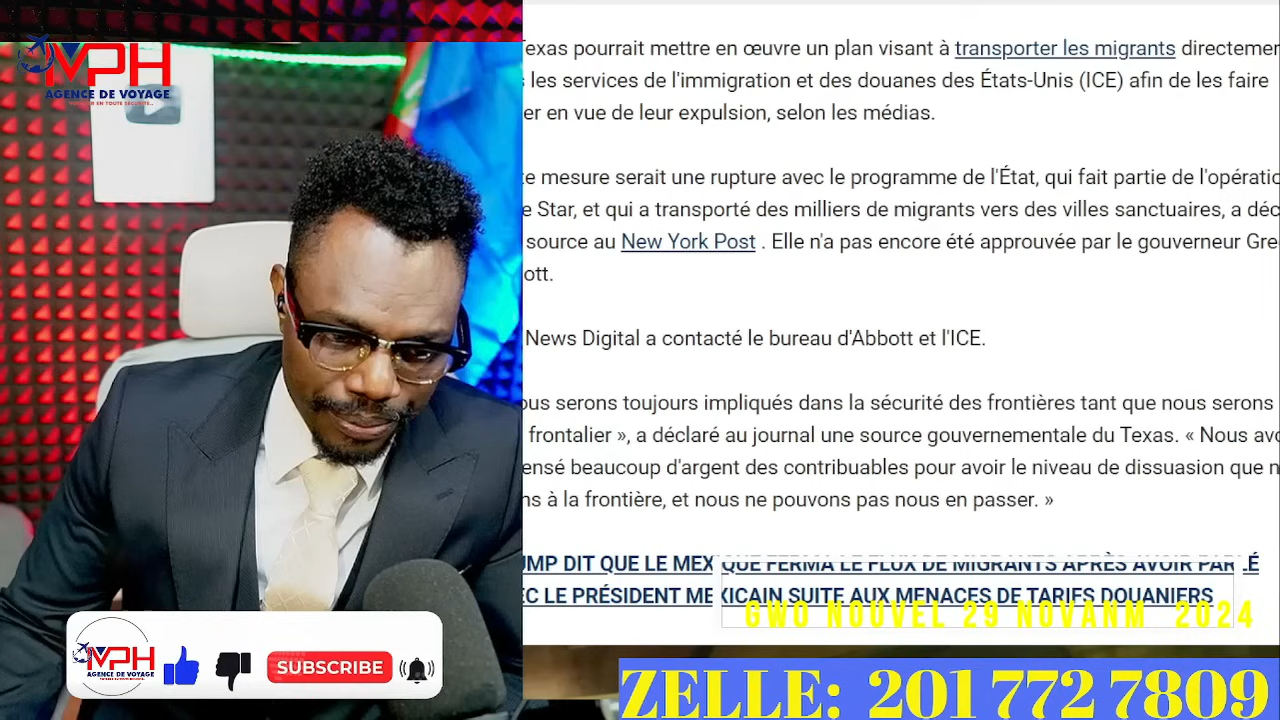 MPH
AGENCE DE VOYAGE
Texas pourrait mettre en œuvre un plan visant à transporter les migrants directemen
les services de l'immigration et des douanes des États-Unis (ICE) afin de les faire
er en vue de leur expulsion, selon les médias.
e mesure serait une rupture avec le programme de l'État, qui fait partie de l'opératio
e Star, et qui a transporté des milliers de migrants vers des villes sanctuaires, a déc
source au New York Post . Elle n'a pas encore été approuvée par le gouverneur Gre
ott.
News Digital a contacté le bureau d'Abbott et l'ICE.
ous serons toujours impliqués dans la sécurité des frontières tant que nous serons
frontalier », a déclaré au journal une source gouvernementale du Texas. « Nous avo
ensé beaucoup d'argent des contribuables pour avoir le niveau de dissuasion que n
ns à la frontière, et nous ne pouvons pas nous en passer. »
UMP DIT QUE LE MEXIQUE FERMA LE FLUX DE MIGRANTS APRÈS AVOIR PARLÉ
EC LE PRÉSIDENT MEXICAIN SUITE AUX MENACES DE TARIFS DOUANIERS
GWO NOUVEL 29 NOVANM 2024
MPH
AGENCE DE VOYAGE
SUBSCRIBE
ZELLE: 201 772 7809